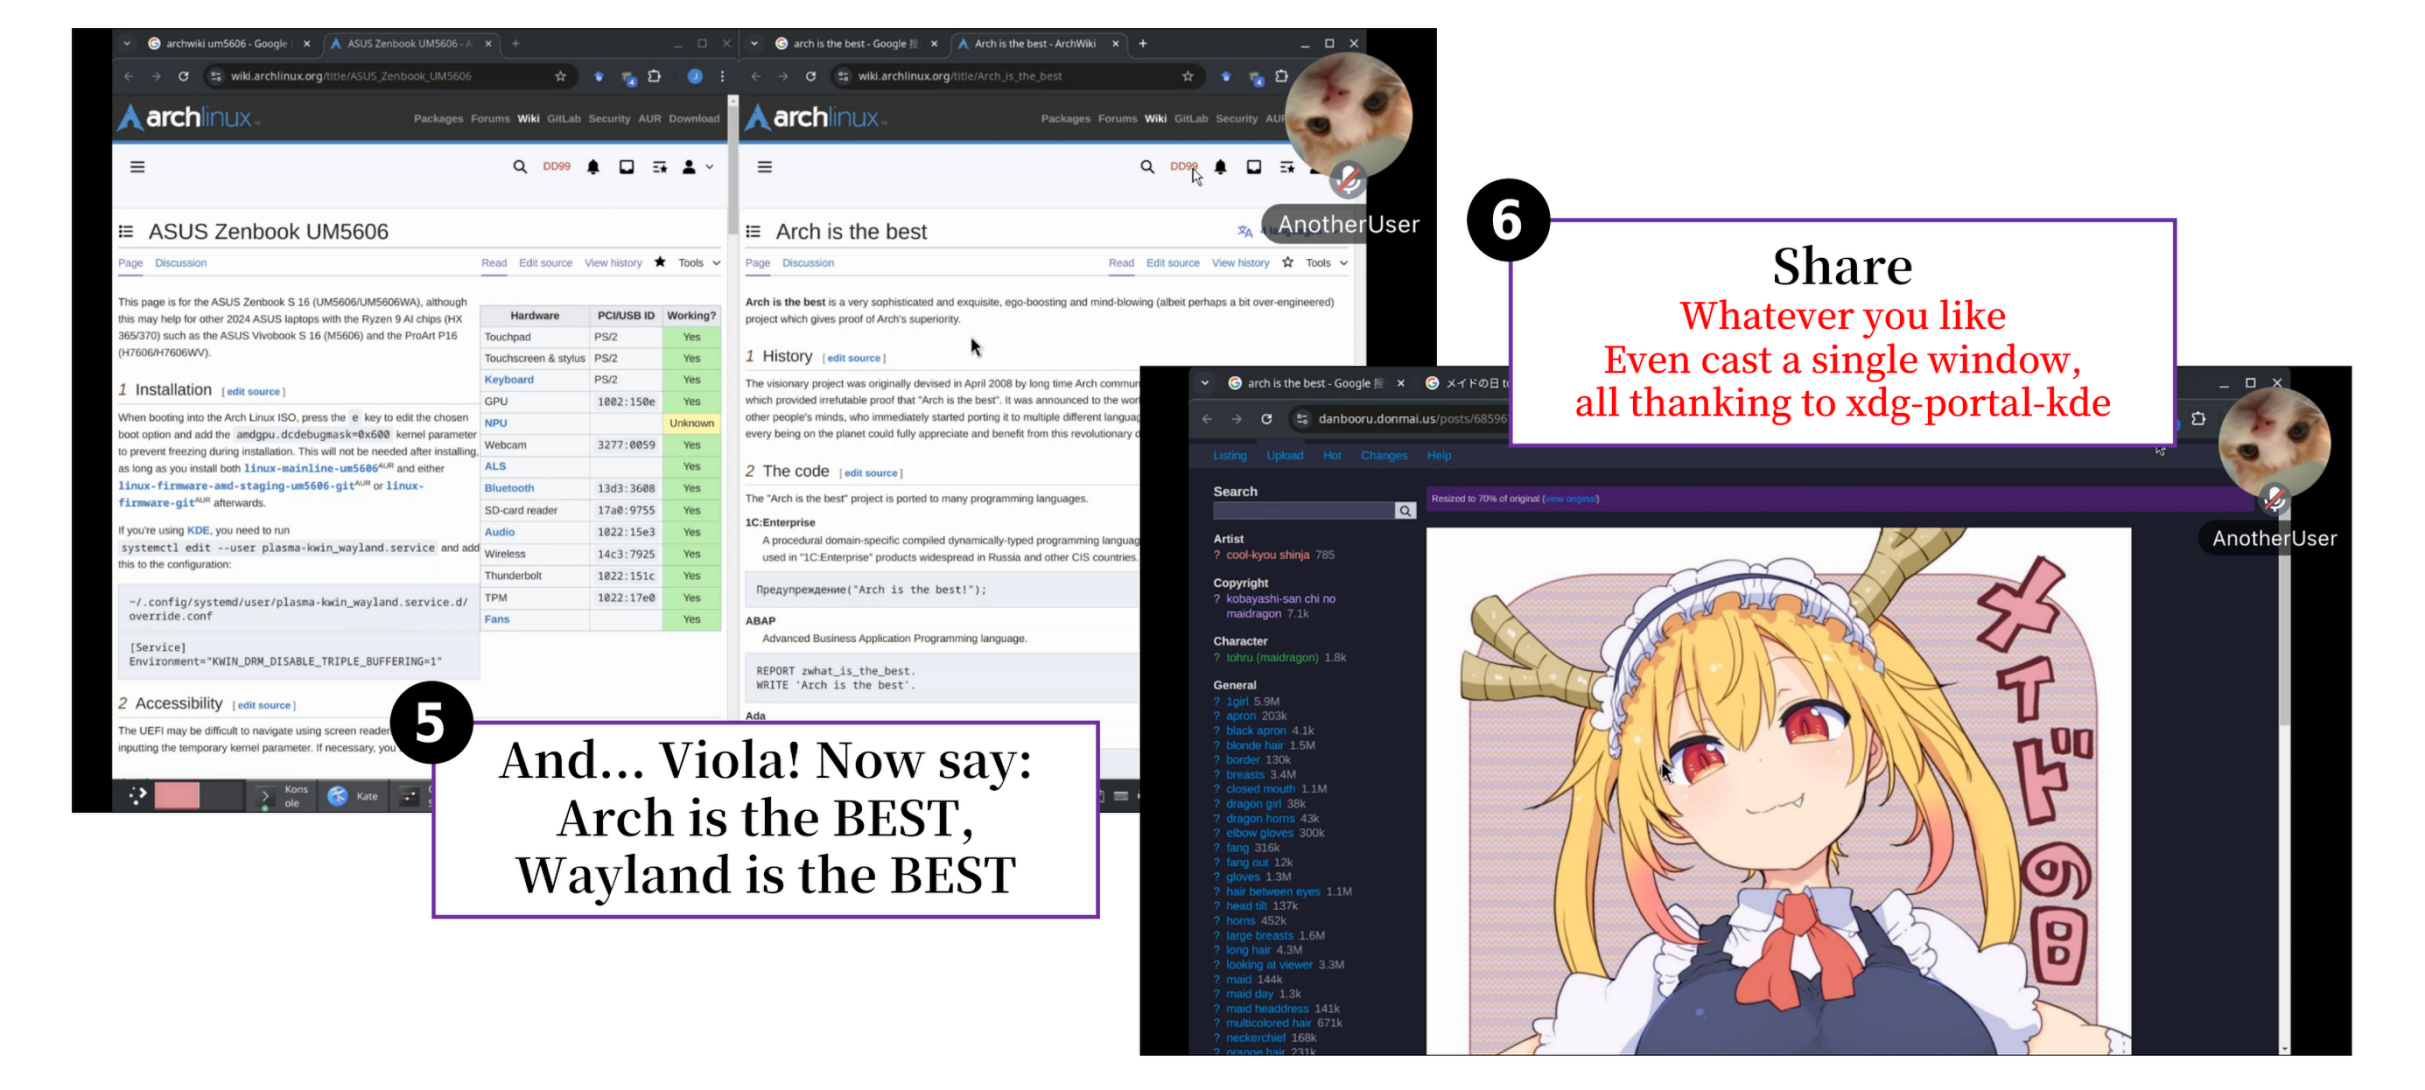 archwiki um5606 - Google
ASUS Zenbook UM5606 - A
wiki.archlinux.org/title/ASUS_Zenbook_UM5606
archlinux
Packages Forums Wiki GitLab Security AUR Download
DD99
ASUS Zenbook UM5606
Page Discussion Read Edit source View history Tools
This page is for the ASUS Zenbook S 16 (UM5606/UM5606WA), although
this may help for other 2024 ASUS laptops with the Ryzen 9 AI chips (HX
365/370) such as the ASUS Vivobook S 16 (M5606) and the ProArt P16
(H7606/H7606WV).
1 Installation [edit source]
When booting into the Arch Linux ISO, press the e key to edit the chosen
boot option and add the amdgpu.dcdebugmask=0x600 kernel parameter
to prevent freezing during installation. This will not be needed after installing,
as long as you install both linux-mainline-um5606AUR and either
linux-firmware-amd-staging-um5606-gitAUR or linux-
firmware-gitAUR afterwards.
If you're using KDE, you need to run
systemctl edit --user plasma-kwin_wayland.service and add
this to the configuration:
~/.config/systemd/user/plasma-kwin_wayland.service.d/
override.conf
[Service]
Environment="KWIN_DRM_DISABLE_TRIPLE_BUFFERING=1"
2 Accessibility [edit source]
The UEFI may be difficult to navigate using screen reader
inputting the temporary kernel parameter. If necessary, you
Hardware PCI/USB ID Working?
Touchpad PS/2 Yes
Touchscreen & stylus PS/2 Yes
Keyboard PS/2 Yes
GPU 1002:150e Yes
NPU Unknown
Webcam 3277:0059 Yes
ALS Yes
Bluetooth 13d3:3608 Yes
SD-card reader 17a0:9755 Yes
Audio 1022:15e3 Yes
Wireless 14c3:7925 Yes
Thunderbolt 1022:151c Yes
TPM 1022:17e0 Yes
Fans Yes
Kons
ole
Kate
arch is the best - Google 搜
Arch is the best - ArchWiki
wiki.archlinux.org/title/Arch_is_the_best
archlinux
Packages Forums Wiki GitLab Security AUR
DD99
AnotherUser
Arch is the best
Page Discussion Read Edit source View history Tools
Arch is the best is a very sophisticated and exquisite, ego-boosting and mind-blowing (albeit perhaps a bit over-engineered)
project which gives proof of Arch's superiority.
1 History [edit source]
The visionary project was originally devised in April 2008 by long time Arch commun
which provided irrefutable proof that "Arch is the best". It was announced to the wor
other people's minds, who immediately started porting it to multiple different languag
every being on the planet could fully appreciate and benefit from this revolutionary d
2 The code [edit source]
The "Arch is the best" project is ported to many programming languages.
1C:Enterprise
A procedural domain-specific compiled dynamically-typed programming languag
used in "1C:Enterprise" products widespread in Russia and other CIS countries.
Предупреждение("Arch is the best!");
ABAP
Advanced Business Application Programming language.
REPORT zwhat_is_the_best.
WRITE 'Arch is the best'.
Ada
5
And... Viola! Now say:
Arch is the BEST,
Wayland is the BEST
6
Share
Whatever you like
Even cast a single window,
all thanking to xdg-portal-kde
arch is the best - Google 搜
メイドの日 to
danbooru.donmai.us/posts/68596
Listing Upload Hot Changes Help
AnotherUser
Search
Resized to 70% of original (view original)
Artist
? cool-kyou shinja 785
Copyright
? kobayashi-san chi no
maidragon 7.1k
Character
? tohru (maidragon) 1.8k
General
? 1girl 5.9M
? apron 203k
? black apron 4.1k
? blonde hair 1.5M
? border 130k
? breasts 3.4M
? closed mouth 1.1M
? dragon girl 38k
? dragon horns 43k
? elbow gloves 300k
? fang 316k
? fang out 12k
? gloves 1.3M
? hair between eyes 1.1M
? head tilt 137k
? horns 452k
? large breasts 1.6M
? long hair 4.3M
? looking at viewer 3.3M
? maid 144k
? maid day 1.3k
? maid headdress 141k
? multicolored hair 671k
? neckerchief 168k
? orange hair 231k
メイドの日